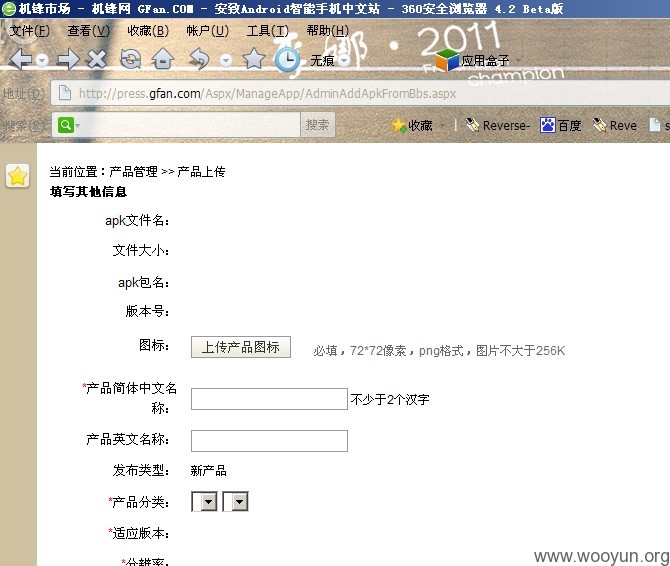 机锋市场 - 机锋网 GFan.COM - 安致Android智能手机中文站 - 360安全浏览器 4.2 Beta版
文件(F) 查看(V) 收藏(B) 帐户(U) 工具(T) 帮助(H)
2011
无痕 应用盒子
champion
地址(D) http://press.gfan.com/Aspx/ManageApp/AdminAddApkFromBbs.aspx
搜索 收藏 Reverse- 百度 Reve s
当前位置：产品管理 >> 产品上传
填写其他信息
apk文件名：
文件大小：
apk包名：
版本号：
图标： 上传产品图标 必填，72*72像素，png格式，图片不大于256K
*产品简体中文名
称： 不少于2个汉字
产品英文名称：
发布类型： 新产品
*产品分类：
*适应版本：
*分辨率：
www.wooyun.org